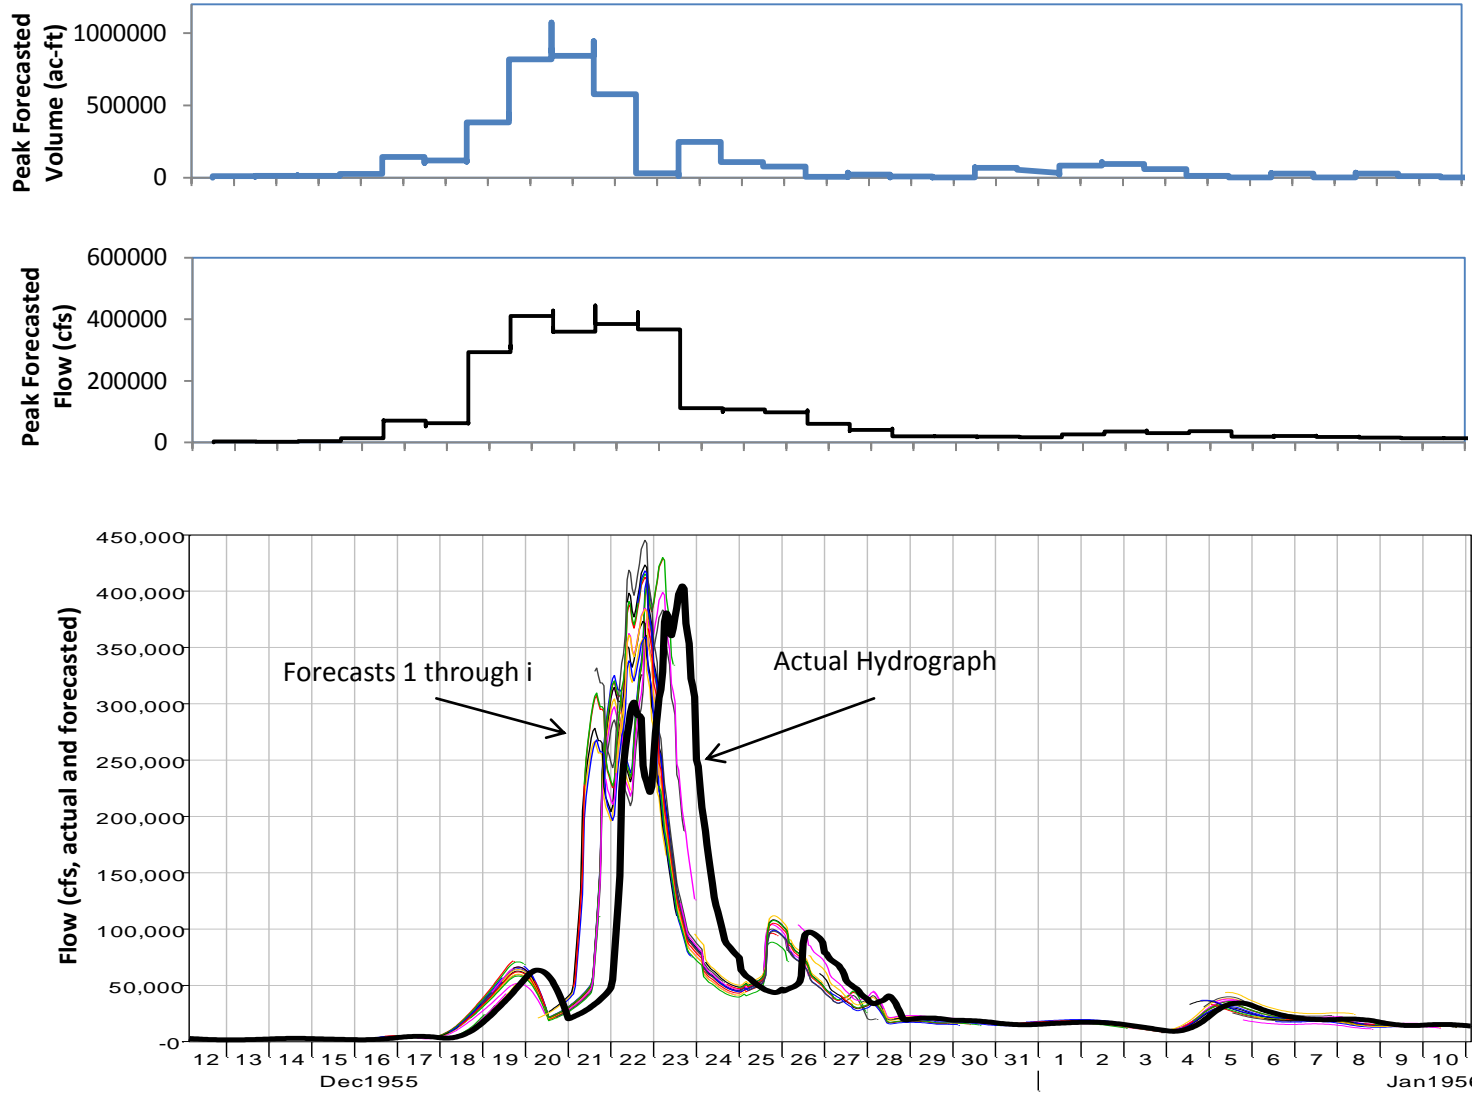 Peak Forecasted
Volume (ac-ft)
1000000
500000
0
Peak Forecasted
Flow (cfs)
600000
400000
200000
0
Flow (cfs, actual and forecasted)
450,000
400,000
350,000
300,000
250,000
200,000
150,000
100,000
50,000
-0
Forecasts 1 through i
Actual Hydrograph
12 13 14 15 16 17 18 19 20 21 22 23 24 25 26 27 28 29 30 31 1 2 3 4 5 6 7 8 9 10
Dec1955 Jan1956